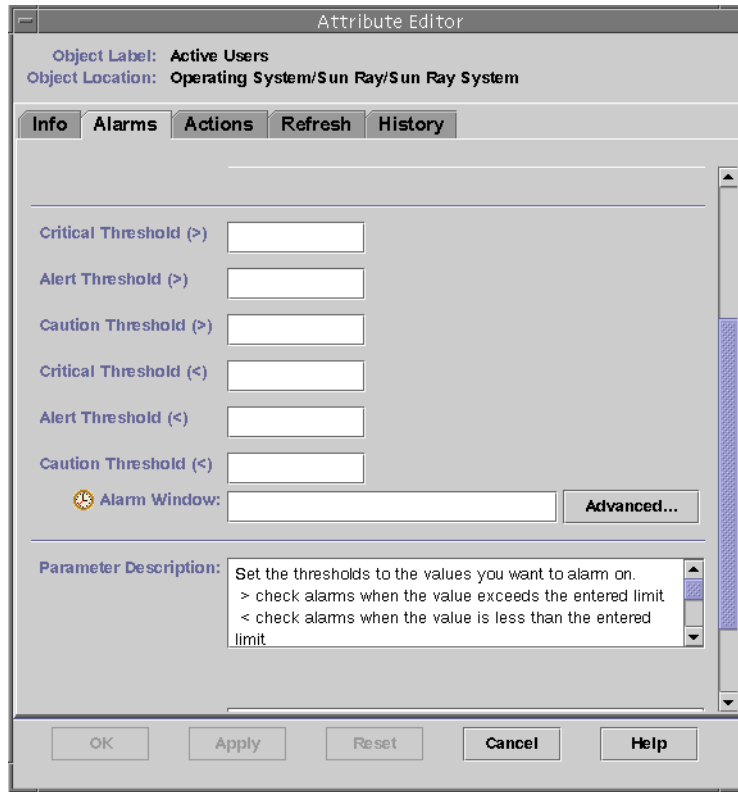 Attribute Editor
Object Label: Active Users
Object Location: Operating System/Sun Ray/Sun Ray System
Info Alarms Actions Refresh History
Critical Threshold (>)
Alert Threshold (>)
Caution Threshold (>)
Critical Threshold (<)
Alert Threshold (<)
Caution Threshold (<)
Alarm Window: Advanced...
Parameter Description: Set the thresholds to the values you want to alarm on.
> check alarms when the value exceeds the entered limit
< check alarms when the value is less than the entered
limit
OK Apply Reset Cancel Help